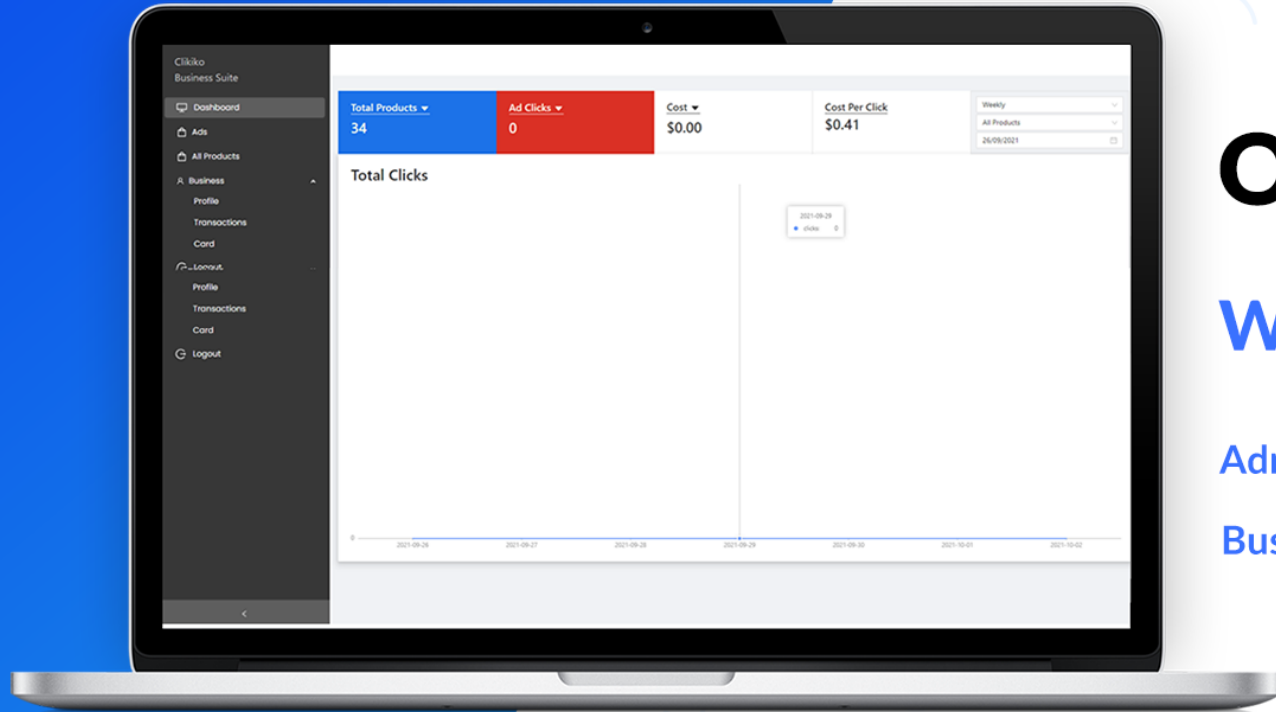 Clikiko
Business Suite
Dashboard
Ads
All Products
Business
Profile
Transactions
Card
Logout
Profile
Transactions
Card
Logout
Total Products
34
Ad Clicks
0
Cost
$0.00
Cost Per Click
$0.41
Weekly
All Products
26/09/2021
Total Clicks
2021-09-29
clicks 0
0
2021-09-26 2021-09-27 2021-09-28 2021-09-29 2021-09-30 2021-10-01 2021-10-02